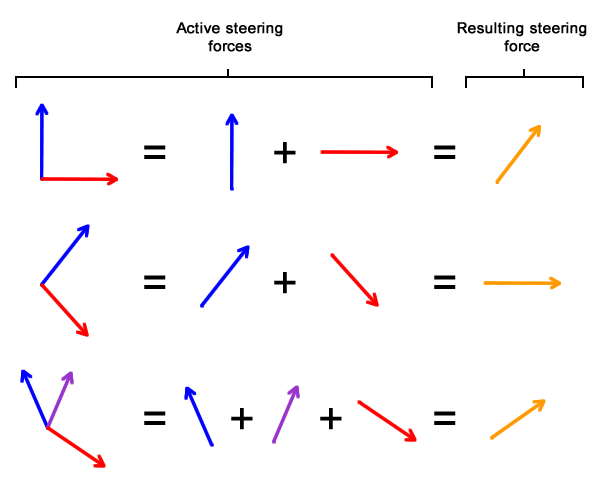 Active steering
forces
Resulting steering
force
= + =
= + =
= + + =